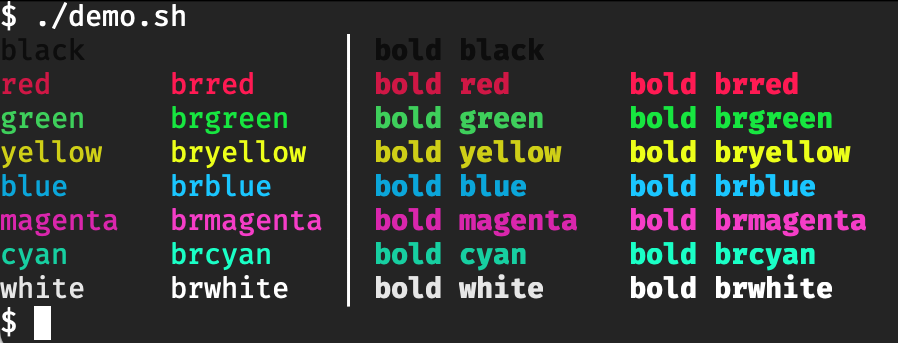 $ ./demo.sh
black bold black
red brred bold red bold brred
green brgreen bold green bold brgreen
yellow bryellow bold yellow bold bryellow
blue brblue bold blue bold brblue
magenta brmagenta bold magenta bold brmagenta
cyan brcyan bold cyan bold brcyan
white brwhite bold white bold brwhite
$